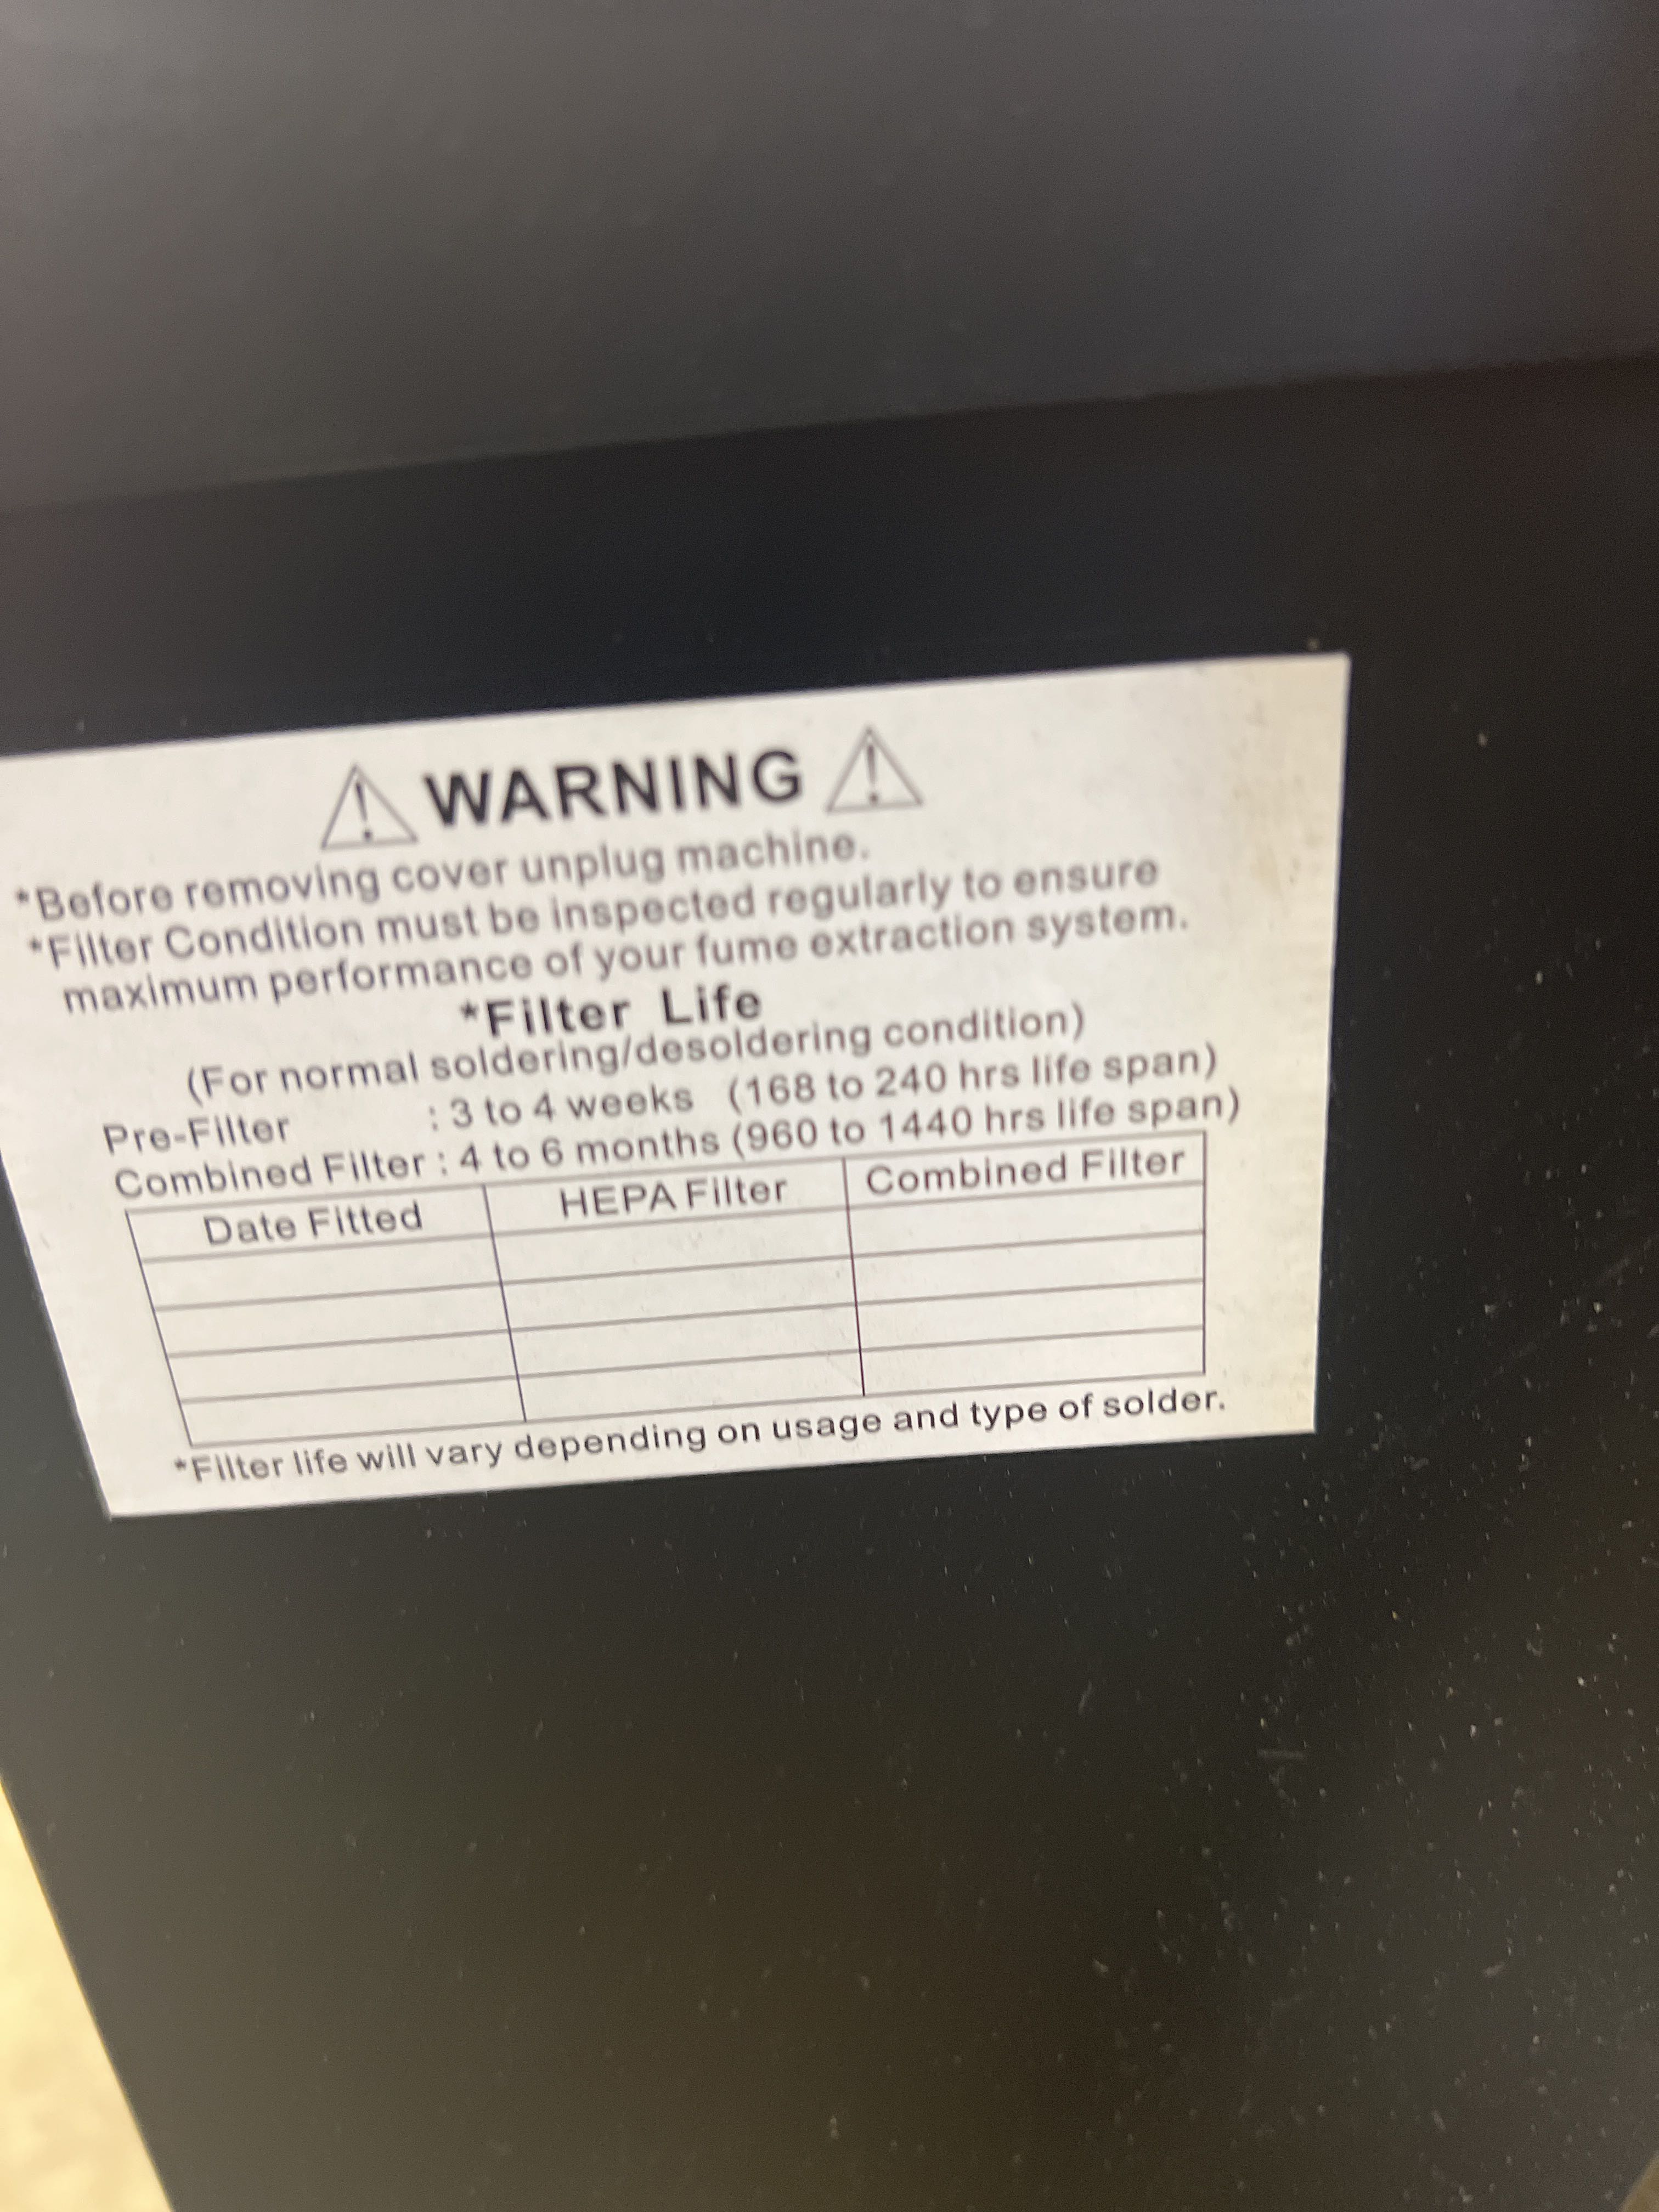 WARNING
*Before removing cover unplug machine.
*Filter Condition must be inspected regularly to ensure
maximum performance of your fume extraction system.
*Filter Life
(For normal soldering/desoldering condition)
Pre-Filter : 3 to 4 weeks (168 to 240 hrs life span)
Combined Filter : 4 to 6 months (960 to 1440 hrs life span)
Date Fitted HEPA Filter Combined Filter
*Filter life will vary depending on usage and type of solder.